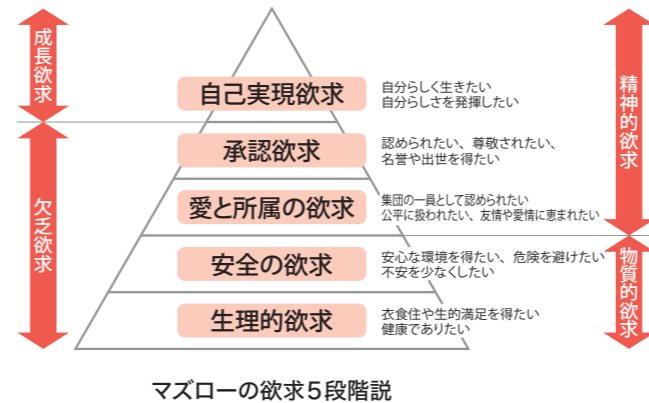 成長欲求
欠乏欲求
自己実現欲求
自分らしく生きたい
自分らしさを発揮したい
承認欲求
認められたい、尊敬されたい、
名誉や出世を得たい
愛と所属の欲求
集団の一員として認められたい
公平に扱われたい、友情や愛情に恵まれたい
安全の欲求
安心な環境を得たい、危険を避けたい
不安を少なくしたい
生理的欲求
衣食住や生的満足を得たい
健康でありたい
精神的欲求
物質的欲求
マズローの欲求5段階説